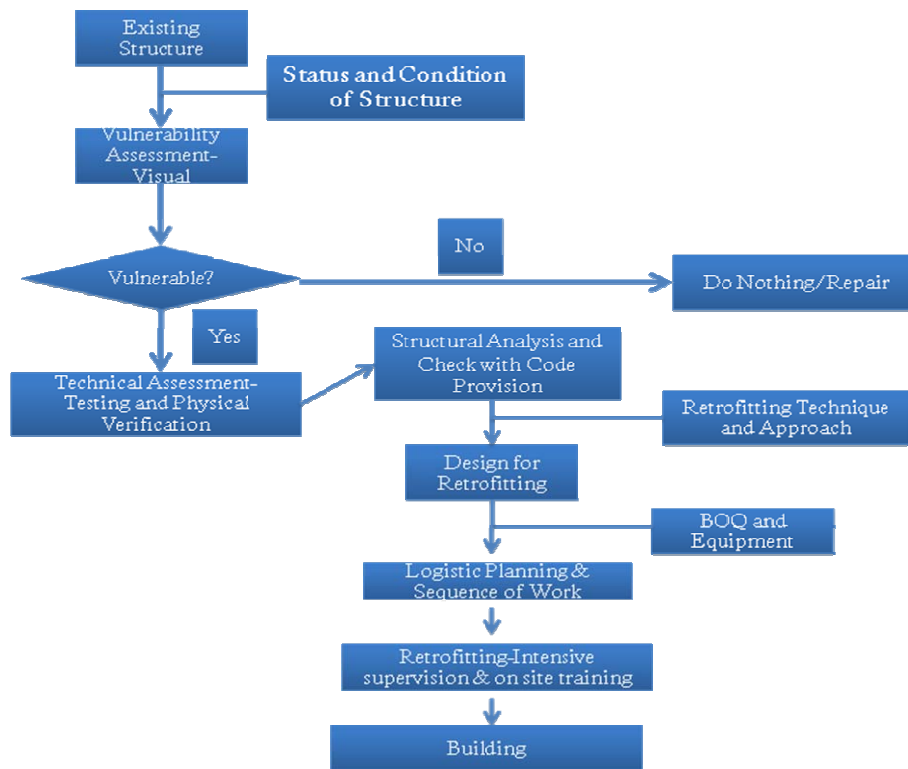 Existing
Structure
Status and Condition
of Structure
Vulnerability
Assessment-
Visual
No
Vulnerable?
Do Nothing/Repair
Yes
Structural Analysis and
Check with Code
Provision
Technical Assessment-
Testing and Physical
Verification
Retrofitting Technique
and Approach
Design for
Retrofitting
BOQ and
Equipment
Logistic Planning &
Sequence of Work
Retrofitting-Intensive
supervision & on site training
Building